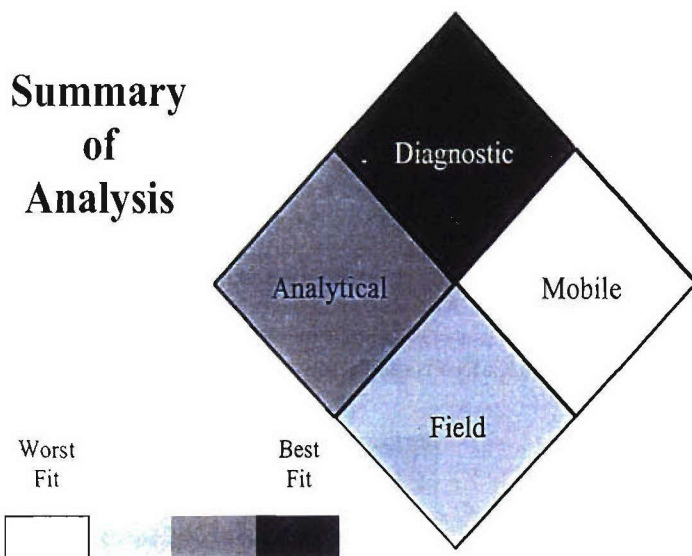 Summary
of
Analysis
Diagnostic
Analytical
Mobile
Field
Worst
Fit
Best
Fit